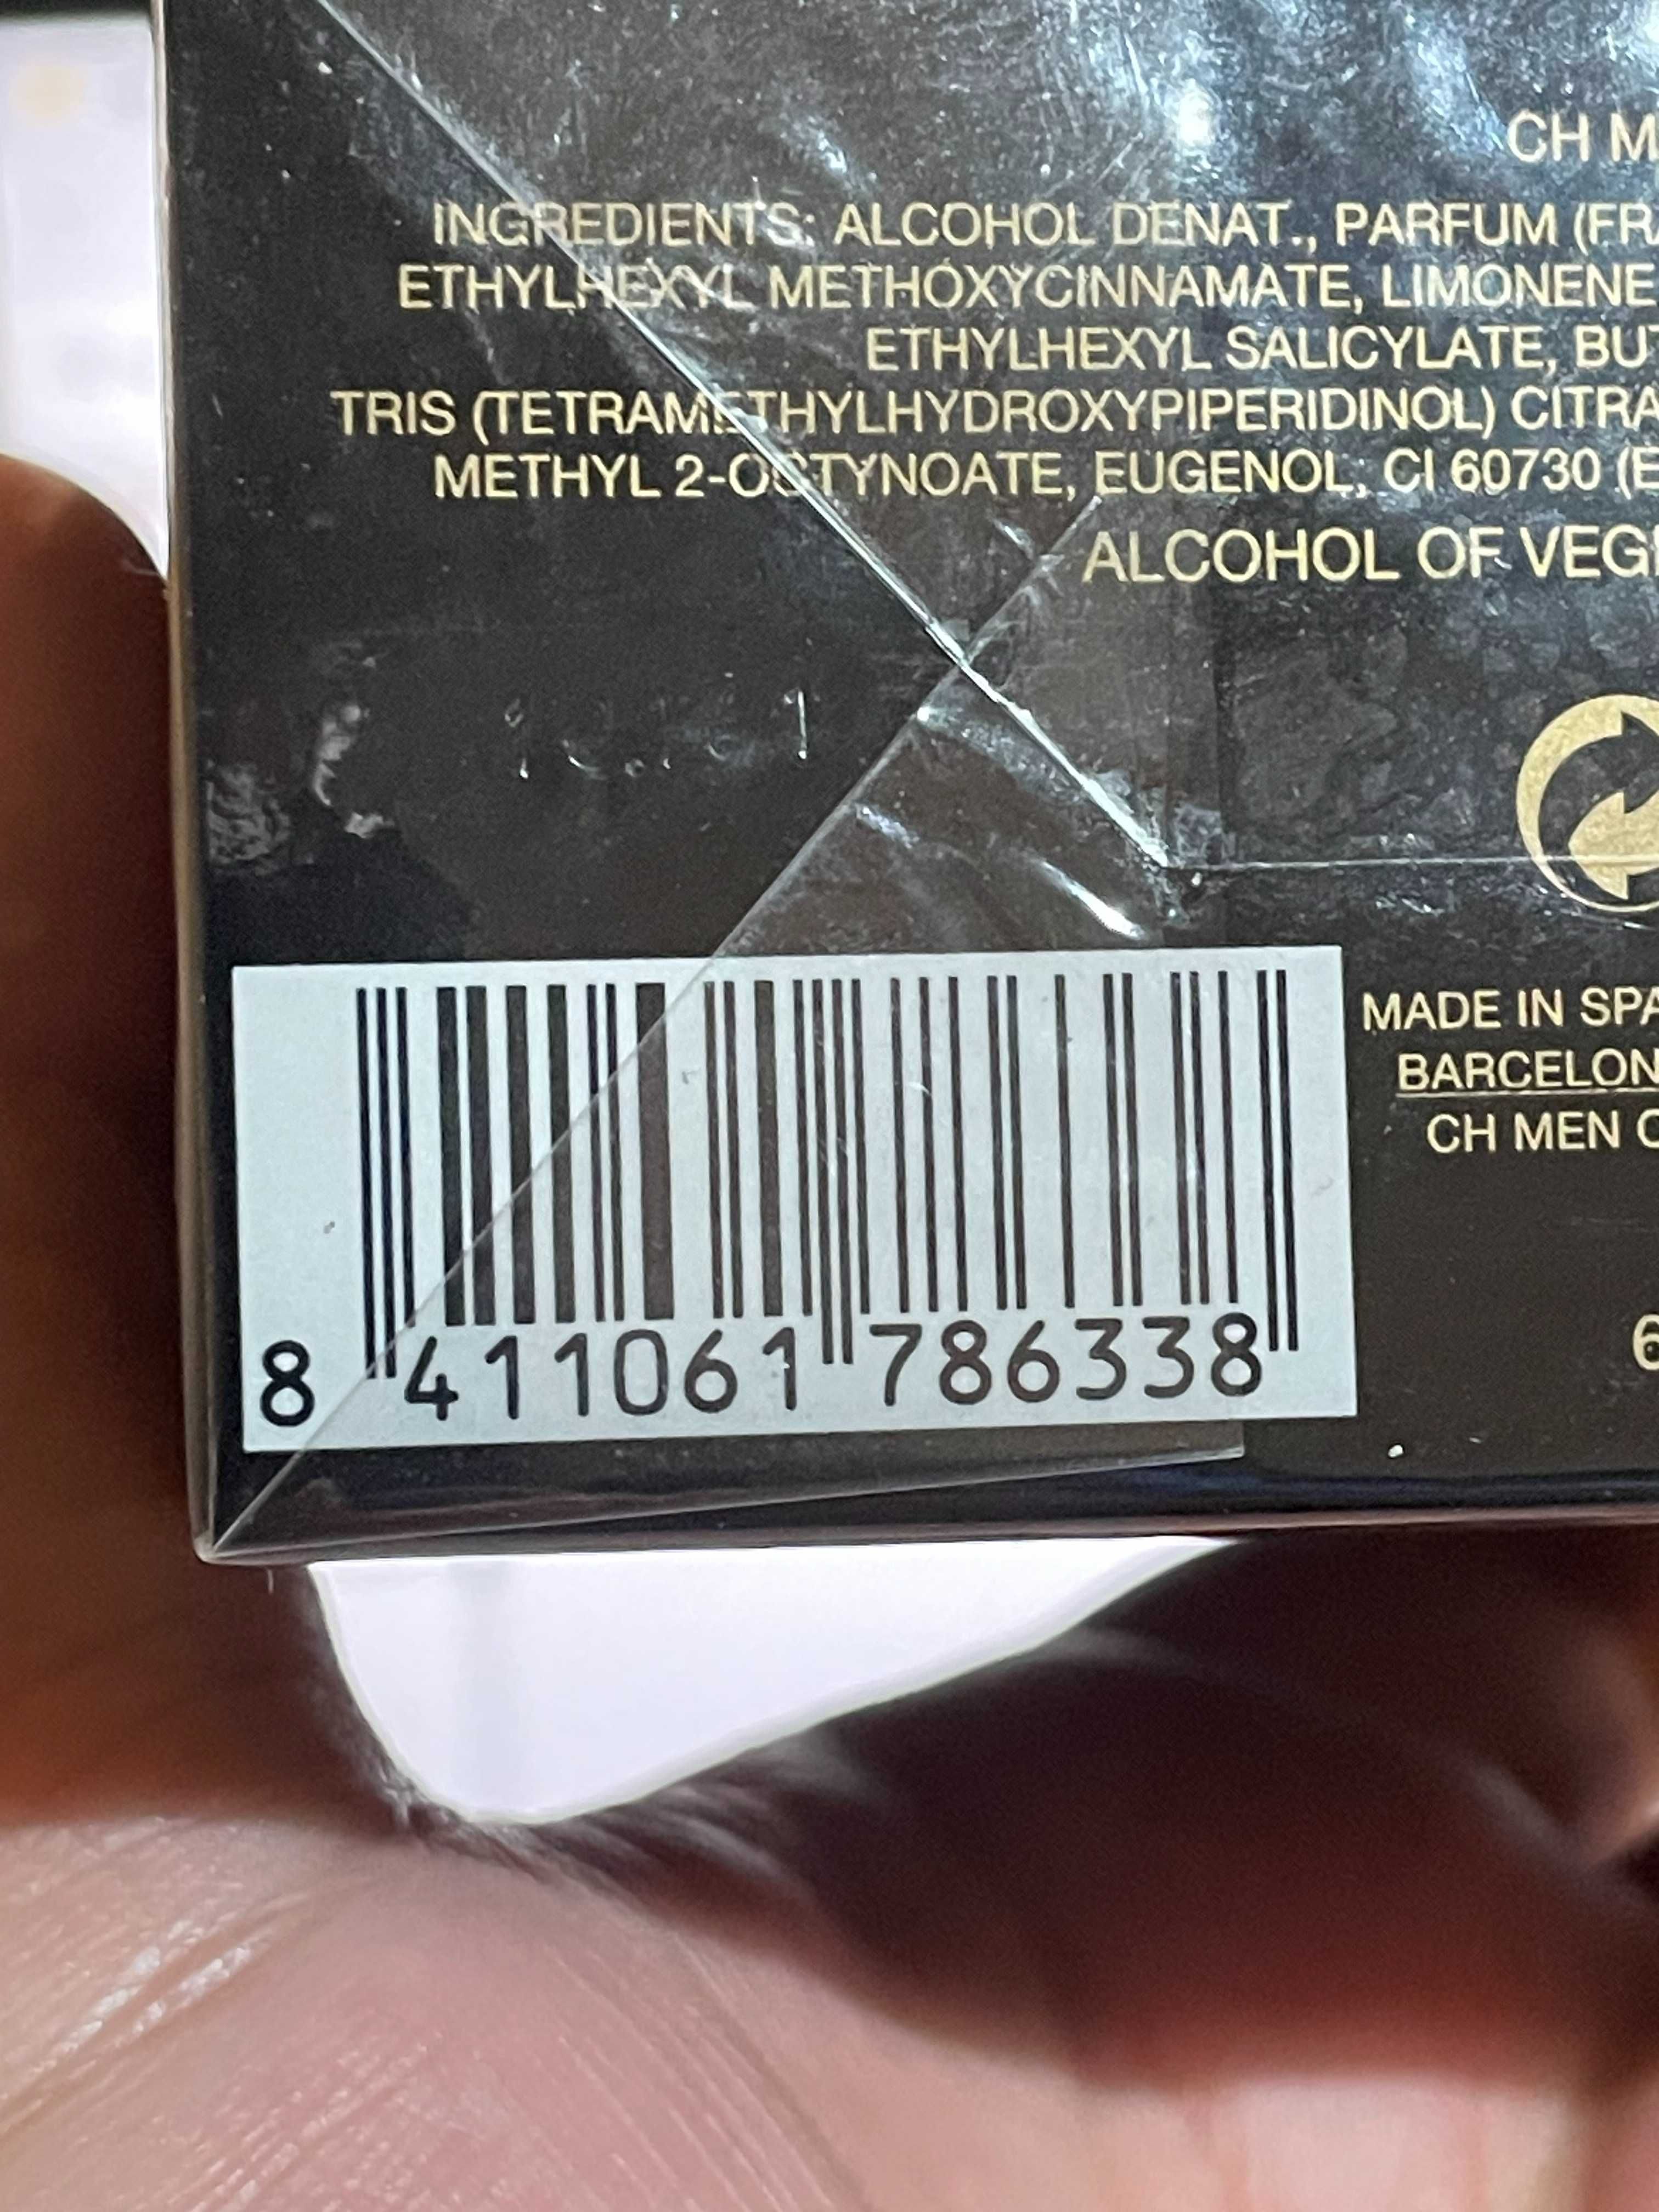 CH M
INGREDIENTS: ALCOHOL DENAT., PARFUM (FRA
ETHYLHEXYL METHOXYCINNAMATE, LIMONENE
ETHYLHEXYL SALICYLATE, BUT
TRIS (TETRAMETHYLHYDROXYPIPERIDINOL) CITRA
METHYL 2-OCTYNOATE, EUGENOL, CI 60730 (E
ALCOHOL OF VEG
MADE IN SPA
BARCELON
CH MEN
8 411061 786338